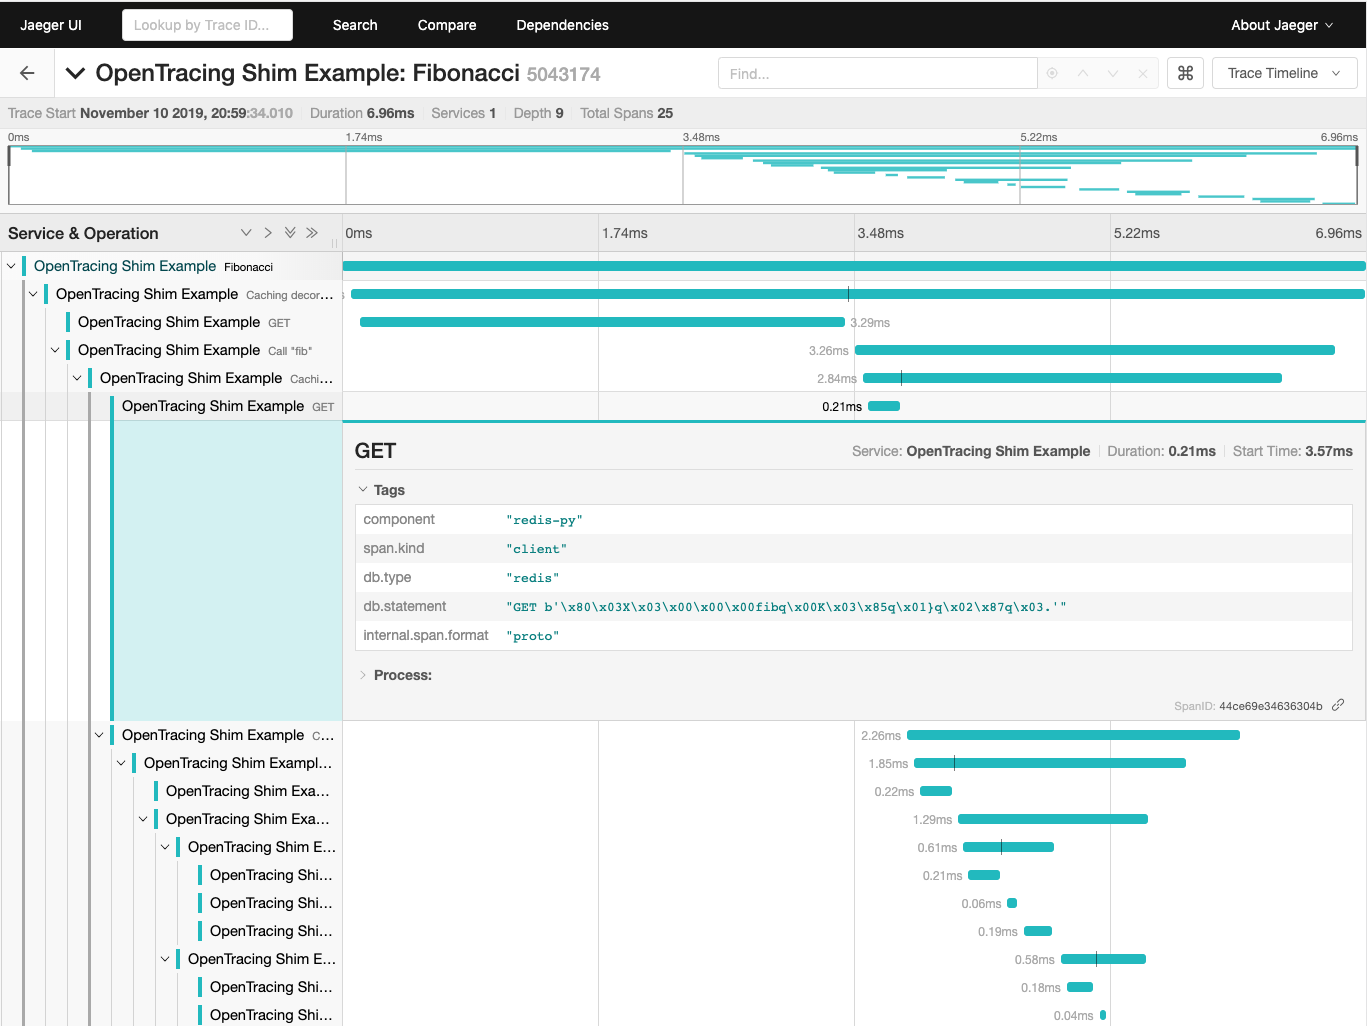 Jaeger UI Lookup by Trace ID... Search Compare Dependencies About Jaeger
OpenTracing Shim Example: Fibonacci 5043174 Find... ⌘ Trace Timeline
Trace Start November 10 2019, 20:59:34.010 Duration 6.96ms Services 1 Depth 9 Total Spans 25
0ms 1.74ms 3.48ms 5.22ms 6.96ms
Service & Operation 0ms 1.74ms 3.48ms 5.22ms 6.96ms
OpenTracing Shim Example Fibonacci
OpenTracing Shim Example Caching decor...
OpenTracing Shim Example GET 3.29ms
OpenTracing Shim Example Call "fib" 3.26ms
OpenTracing Shim Example Cachi... 2.84ms
OpenTracing Shim Example GET 0.21ms
GET Service: OpenTracing Shim Example Duration: 0.21ms Start Time: 3.57ms
Tags
component "redis-py"
span.kind "client"
db.type "redis"
db.statement "GET b'\x80\x03X\x03\x00\x00\x00fibq\x00K\x03\x85q\x01}q\x02\x87q\x03.'"
internal.span.format "proto"
Process:
SpanID: 44ce69e34636304b
OpenTracing Shim Example C... 2.26ms
OpenTracing Shim Exampl... 1.85ms
OpenTracing Shim Exa... 0.22ms
OpenTracing Shim Exa... 1.29ms
OpenTracing Shim E... 0.61ms
OpenTracing Shi... 0.21ms
OpenTracing Shi... 0.06ms
OpenTracing Shi... 0.19ms
OpenTracing Shim E... 0.58ms
OpenTracing Shi... 0.18ms
OpenTracing Shi... 0.04ms